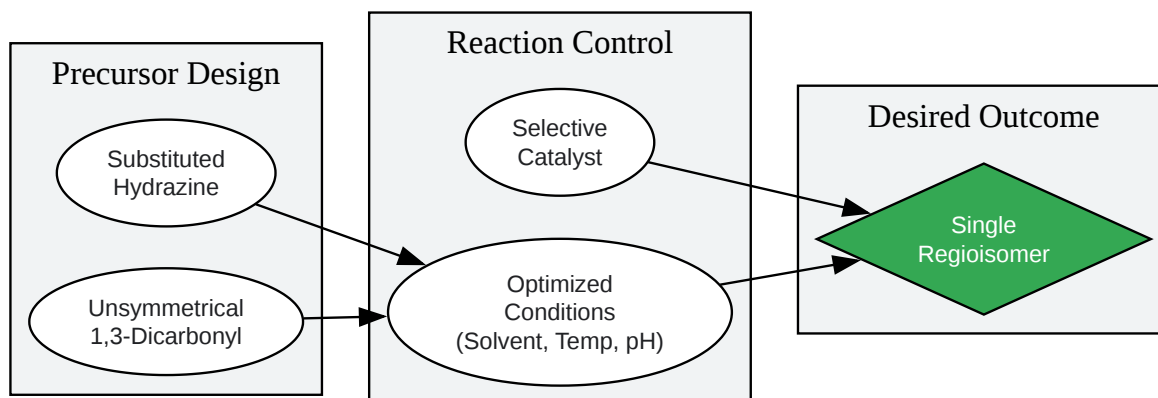 Precursor Design
Substituted
Hydrazine
Unsymmetrical
1,3-Dicarbonyl
Reaction Control
Selective
Catalyst
Optimized
Conditions
(Solvent, Temp, pH)
Desired Outcome
Single
Regioisomer